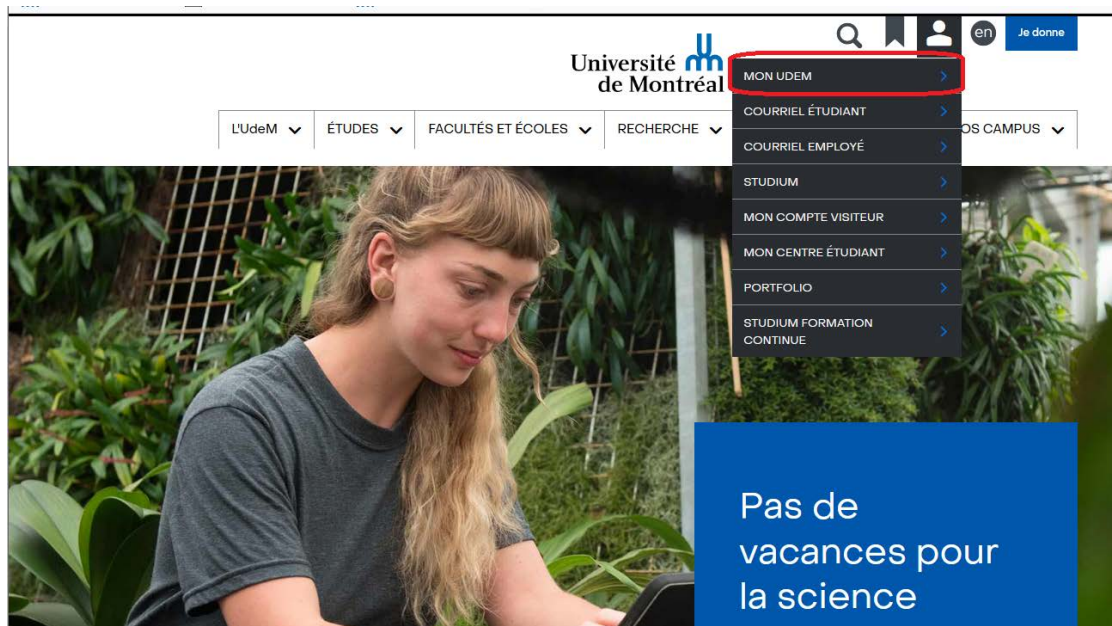 en
Je donne
Université
de Montréal
MON UDEM
COURRIEL ÉTUDIANT
COURRIEL EMPLOYÉ
STUDIUM
MON COMPTE VISITEUR
MON CENTRE ÉTUDIANT
PORTFOLIO
STUDIUM FORMATION
CONTINUE
L'UdeM
ÉTUDES
FACULTÉS ET ÉCOLES
RECHERCHE
OS CAMPUS
Pas de
vacances pour
la science